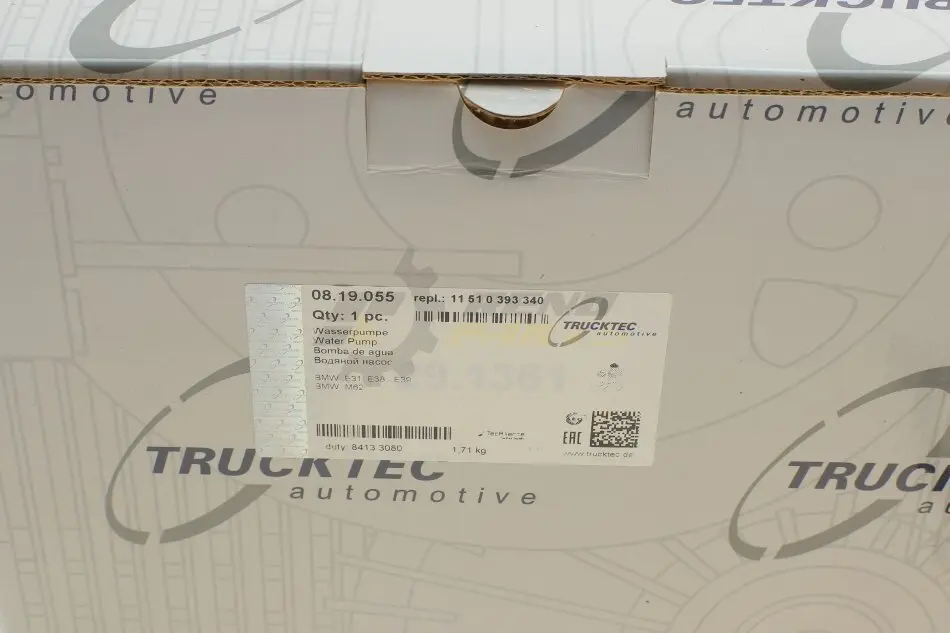 TRUCKTEC
automotive
automotive
08.19.055 repl.: 11 51 0 393 340
Qty: 1 pc.
Wasserpumpe
Water Pump
Bomba de agua
Водяной насос
BMW E31 E38 E39
BMW M62
TRUCKTEC
automotive
EAC
duty: 8413 3080
1,71 kg
www.trucktec.de
TRUCKTEC
automotive
TRUCKTEC